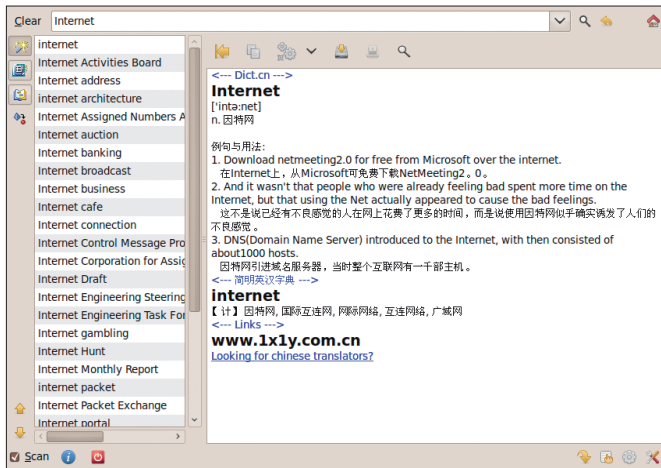 Clear Internet
internet
Internet Activities Board
Internet address
internet architecture
Internet Assigned Numbers A
Internet auction
Internet banking
Internet broadcast
Internet business
Internet cafe
Internet connection
Internet Control Message Pro
Internet Corporation for Assig
Internet Draft
Internet Engineering Steering
Internet Engineering Task For
Internet gambling
Internet Hunt
Internet Monthly Report
internet packet
Internet Packet Exchange
Internet portal
<--- Dict.cn --->
Internet
['intə:net]
n. 因特网
例句与用法:
1. Download netmeeting2.0 for free from Microsoft over the internet.
在Internet上，从Microsoft可免费下载NetMeeting2。0。
2. And it wasn't that people who were already feeling bad spent more time on the
Internet, but that using the Net actually appeared to cause the bad feelings.
这不是说已经有不良感觉的人在网上花费了更多的时间，而是说使用因特网似乎确实诱发了人们的
不良感觉。
3. DNS(Domain Name Server) introduced to the Internet, with then consisted of
about1000 hosts.
因特网引进域名服务器，当时整个互联网有一千部主机。
<--- 简明英汉字典 --->
internet
【 计】 因特网, 国际互连网, 网际网络, 互连网络, 广域网
<--- Links --->
www.1x1y.com.cn
Looking for chinese translators?
Scan